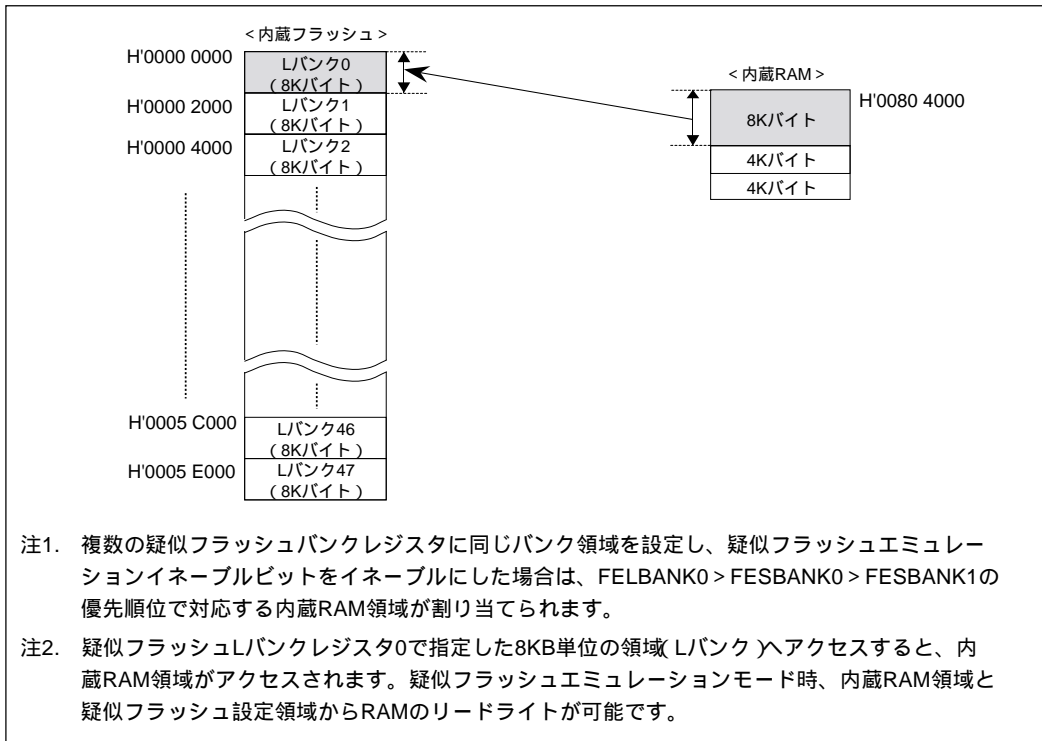 <内蔵フラッシュ>
H'0000 0000
Lバンク0
(8Kバイト)
H'0000 2000
Lバンク1
(8Kバイト)
H'0000 4000
Lバンク2
(8Kバイト)
H'0005 C000
Lバンク46
(8Kバイト)
H'0005 E000
Lバンク47
(8Kバイト)
<内蔵RAM>
H'0080 4000
8Kバイト
4Kバイト
4Kバイト
注1. 複数の疑似フラッシュバンクレジスタに同じバンク領域を設定し、疑似フラッシュエミュレー
ションイネーブルビットをイネーブルにした場合は、FELBANK0>FESBANK0>FESBANK1の
優先順位で対応する内蔵RAM領域が割り当てられます。
注2. 疑似フラッシュLバンクレジスタ0で指定した8KB単位の領域(Lバンク)へアクセスすると、内
蔵RAM領域がアクセスされます。疑似フラッシュエミュレーションモード時、内蔵RAM領域と
疑似フラッシュ設定領域からRAMのリードライトが可能です。